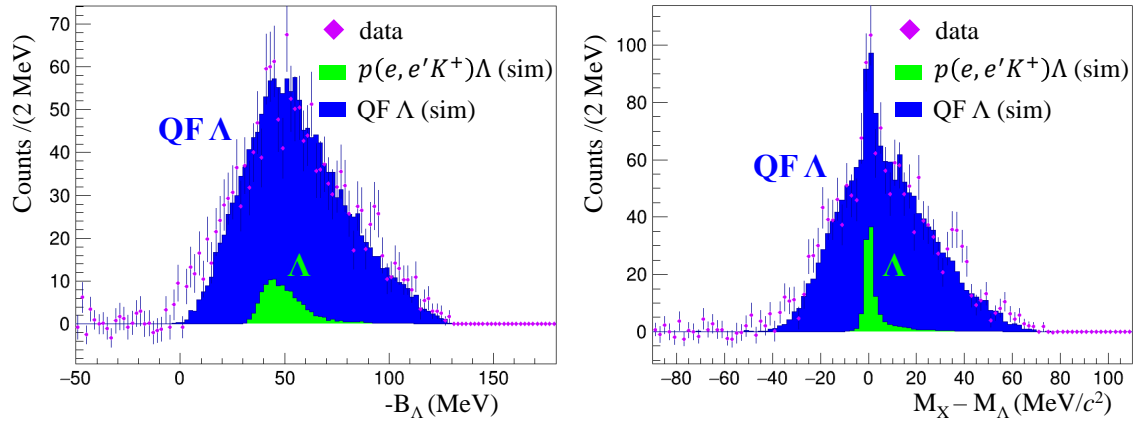 Counts /(2 MeV)
70
60
50
40
30
20
10
0
−50
0
50
100
150
-B_Λ (MeV)
data
p(e, e′K⁺)Λ (sim)
QF Λ (sim)
QF Λ
Λ
Counts /(2 MeV)
100
80
60
40
20
0
−80
−60
−40
−20
0
20
40
60
80
100
M_X − M_Λ (MeV/c²)
data
p(e, e′K⁺)Λ (sim)
QF Λ (sim)
QF Λ
Λ